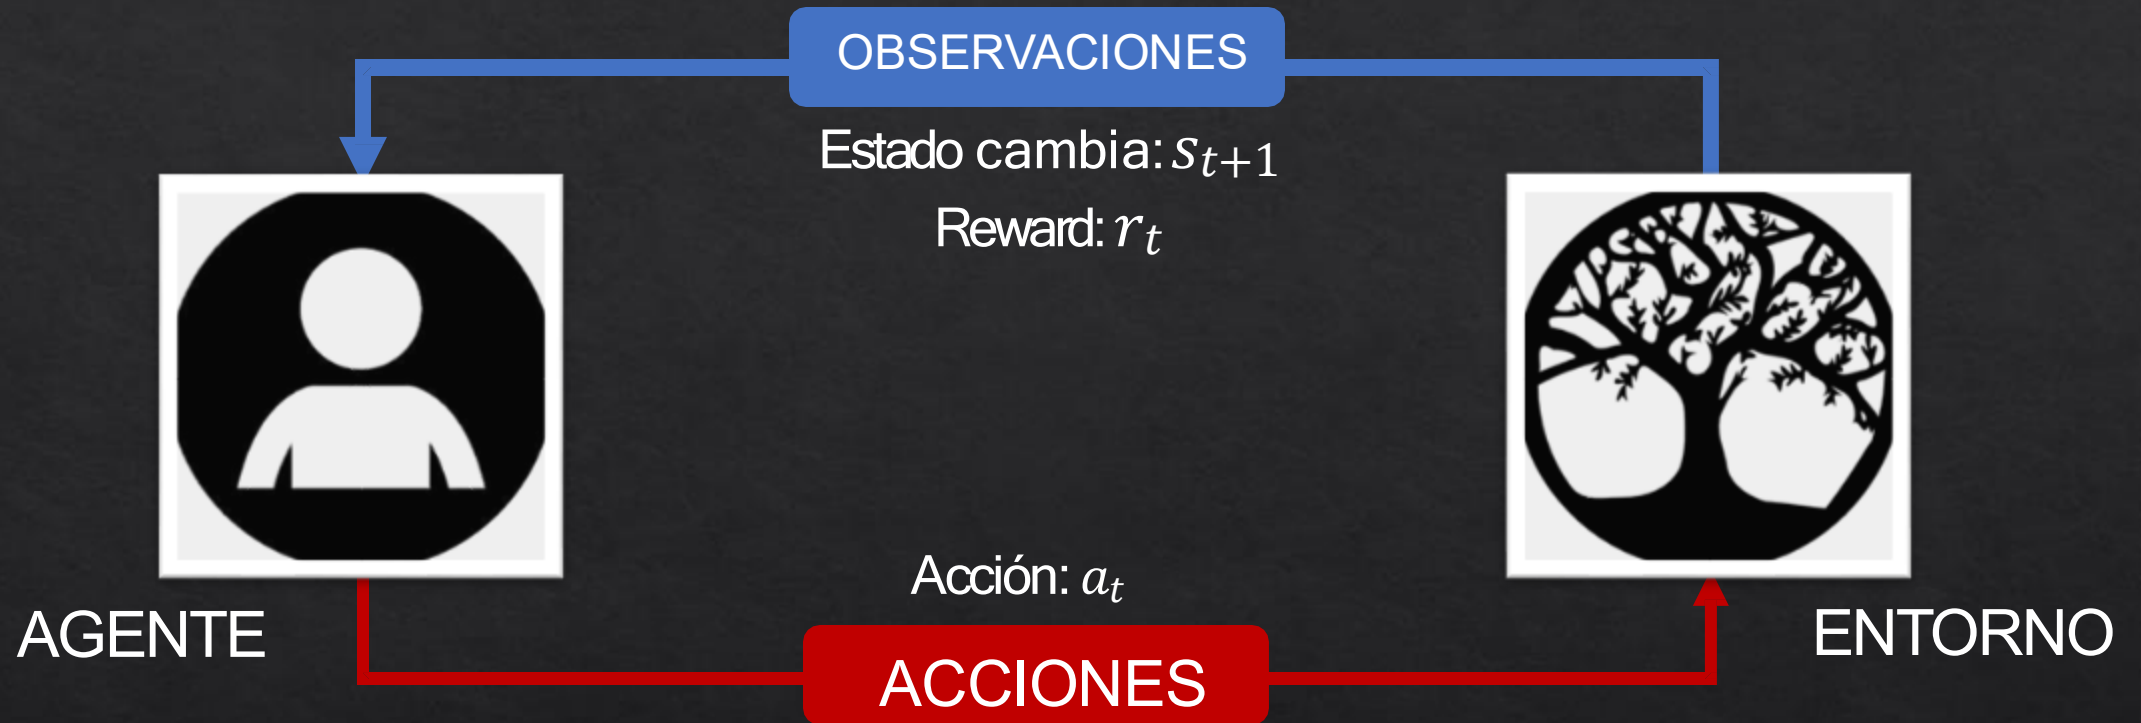 OBSERVACIONES
Estado cambia: $s_{t+1}$
Reward: $r_t$
Acción: $a_t$
AGENTE
ENTORNO
ACCIONES